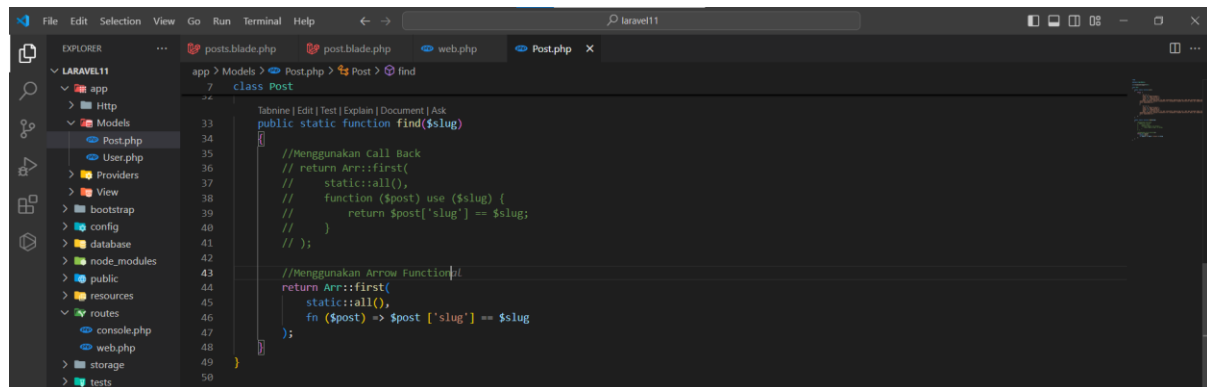 File Edit Selection View Go Run Terminal Help
laravel11
EXPLORER
posts.blade.php
post.blade.php
web.php
Post.php
LARAVEL11
app
Http
Models
Post.php
User.php
Providers
View
bootstrap
config
database
node_modules
public
resources
routes
console.php
web.php
storage
tests
app > Models > Post.php > Post > find
7 class Post
32
Tabnine | Edit | Test | Explain | Document | Ask
33 public static function find($slug)
34 {
35 //Menggunakan Call Back
36 // return Arr::first(
37 // static::all(),
38 // function ($post) use ($slug) {
39 // return $post['slug'] == $slug;
40 // }
41 // );
42
43 //Menggunakan Arrow Functional
44 return Arr::first(
45 static::all(),
46 fn ($post) => $post ['slug'] == $slug
47 );
48 }
49 }
50